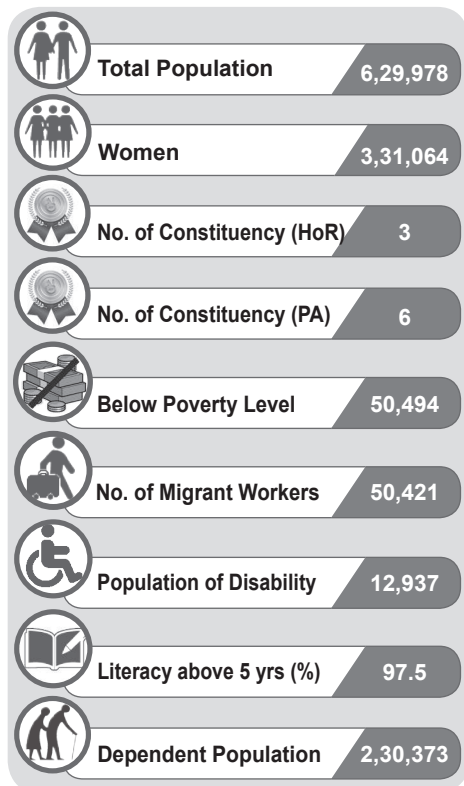 Total Population 6,29,978
Women 3,31,064
No. of Constituency (HoR) 3
No. of Constituency (PA) 6
Below Poverty Level 50,494
No. of Migrant Workers 50,421
Population of Disability 12,937
Literacy above 5 yrs (%) 97.5
Dependent Population 2,30,373